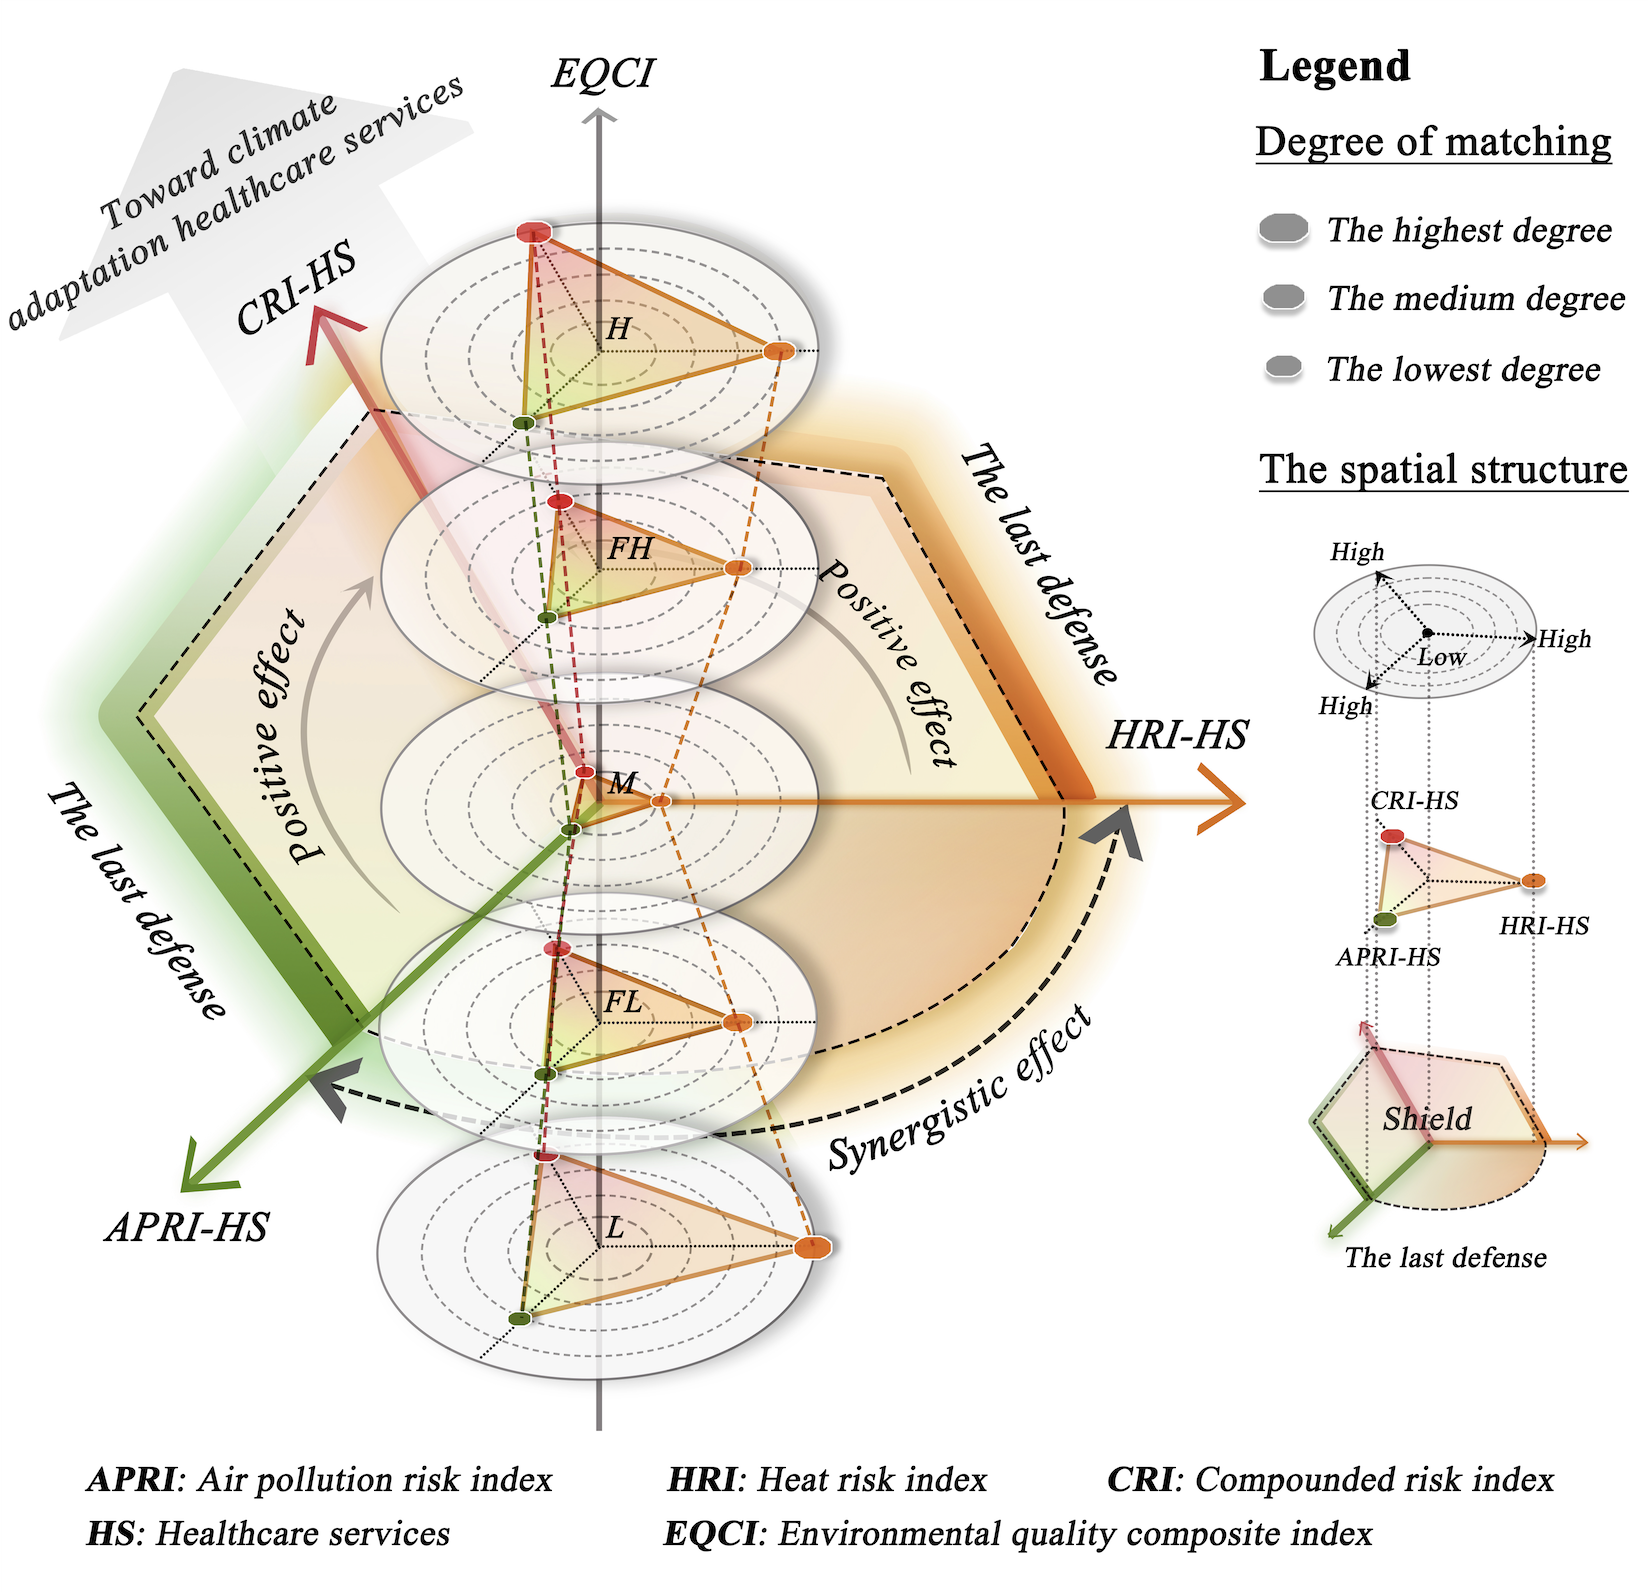 EQCI
Toward climate
adaptation healthcare services
CRI-HS
H
FH
M
FL
L
The last defense
Positive effect
Positive effect
HRI-HS
The last defense
Synergistic effect
APRI-HS
Legend
Degree of matching
The highest degree
The medium degree
The lowest degree
The spatial structure
High
High
Low
High
CRI-HS
HRI-HS
APRI-HS
Shield
The last defense
APRI: Air pollution risk index
HRI: Heat risk index
CRI: Compounded risk index
HS: Healthcare services
EQCI: Environmental quality composite index